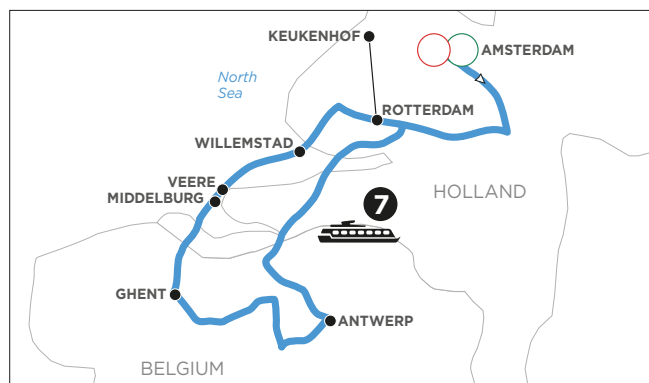 KEUKENHOF
AMSTERDAM
North
Sea
ROTTERDAM
WILLEMSTAD
VEERE
MIDDELBURG
HOLLAND
7
GHENT
ANTWERP
BELGIUM